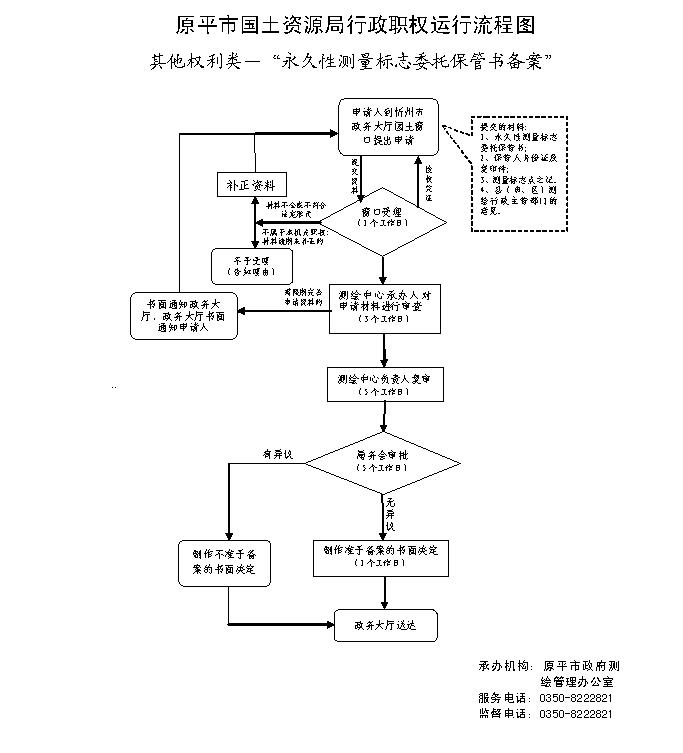 原平市国土资源局行政职权运行流程图
其他权利类—“永久性测量标志委托保管书备案”
申请人到忻州市
政务大厅国土窗
口提出申请
提交的材料:
1、永久性测量标志
委托保管书;
2、保管人身份证及
复印件;
3、测量标志点之记。
4、县(市、区)测
绘行政主管部门的
意见。
提交资料
补正资料
材料不全或不符合
法定形式
窗口受理
(1个工作日)
不属于本机关职权;
材料逾期未补正的
不予受理
(告知理由)
测绘中心承办人对
申请材料进行审查
(3个工作日)
需限期完善
申请资料的
书面通知政务大
厅,政务大厅书面
通知申请人
测绘中心负责人复审
(5个工作日)
局务会审批
(5个工作日)
有异议
无异议
制作不准予备
案的书面决定
制作准予备案的书面决定
(1个工作日)
政务大厅送达
承办机构: 原平市政府测
绘管理办公室
服务电话: 0350-8222821
监督电话: 0350-8222821